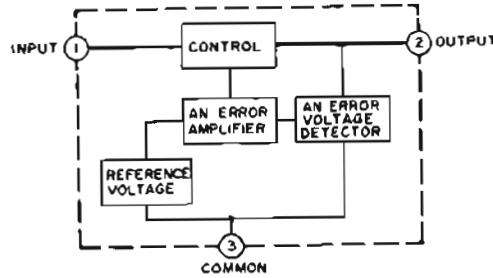 INPUT 1 CONTROL 2 OUTPUT
AN ERROR
AMPLIFIER
AN ERROR
VOLTAGE
DETECTOR
REFERENCE
VOLTAGE
3
COMMON